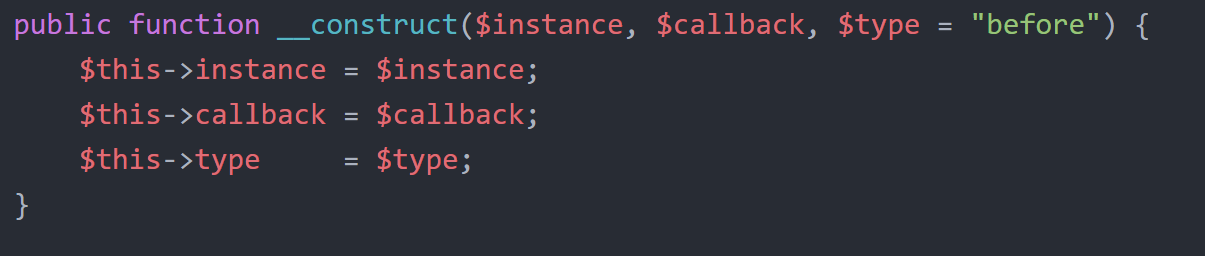 public function __construct($instance, $callback, $type = "before") {
    $this->instance = $instance;
    $this->callback = $callback;
    $this->type     = $type;
}